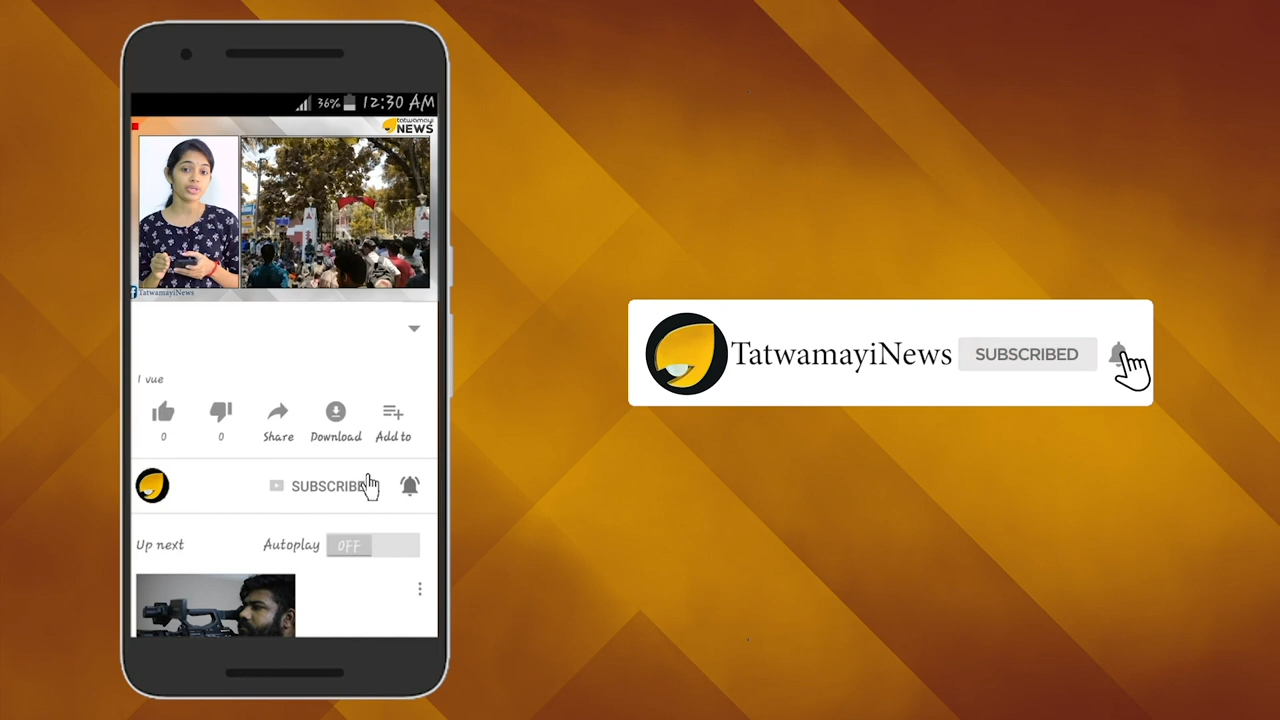 36% 12:30 AM
tatwamayi
NEWS
TatwamayiNews
1 vue
0 0 Share Download Add to
SUBSCRIBE
Up next Autoplay OFF
TatwamayiNews SUBSCRIBED